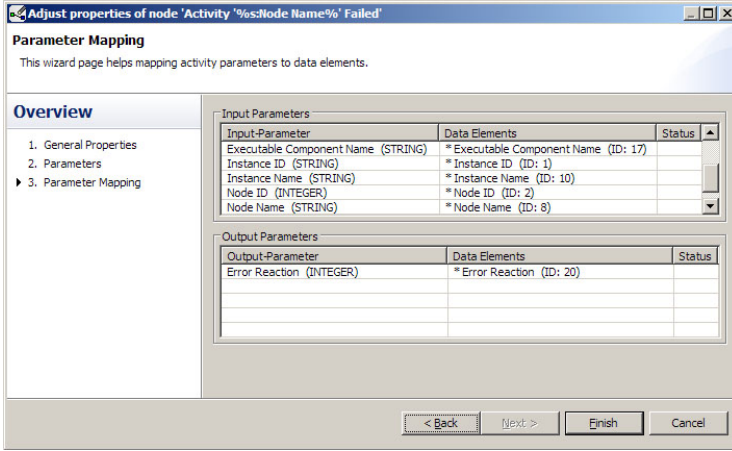 Adjust properties of node 'Activity '%s:Node Name%' Failed'
Parameter Mapping
This wizard page helps mapping activity parameters to data elements.
Overview
1. General Properties
2. Parameters
3. Parameter Mapping
Input Parameters
Input-Parameter Data Elements Status
Executable Component Name (STRING) * Executable Component Name (ID: 17)
Instance ID (STRING) * Instance ID (ID: 1)
Instance Name (STRING) * Instance Name (ID: 10)
Node ID (INTEGER) * Node ID (ID: 2)
Node Name (STRING) * Node Name (ID: 8)
Output Parameters
Output-Parameter Data Elements Status
Error Reaction (INTEGER) * Error Reaction (ID: 20)
< Back Next > Finish Cancel